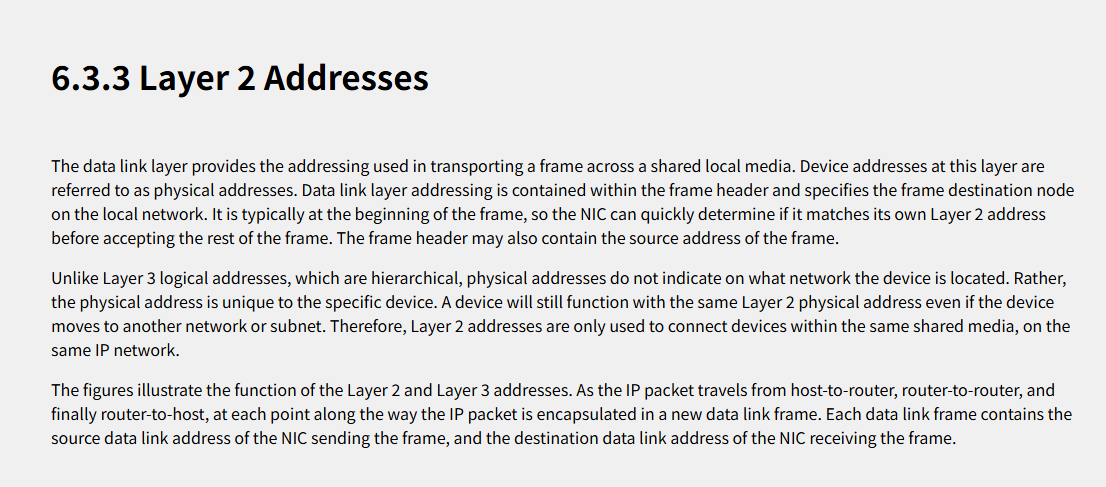 6.3.3 Layer 2 Addresses
The data link layer provides the addressing used in transporting a frame across a shared local media. Device addresses at this layer are
referred to as physical addresses. Data link layer addressing is contained within the frame header and specifies the frame destination node
on the local network. It is typically at the beginning of the frame, so the NIC can quickly determine if it matches its own Layer 2 address
before accepting the rest of the frame. The frame header may also contain the source address of the frame.
Unlike Layer 3 logical addresses, which are hierarchical, physical addresses do not indicate on what network the device is located. Rather,
the physical address is unique to the specific device. A device will still function with the same Layer 2 physical address even if the device
moves to another network or subnet. Therefore, Layer 2 addresses are only used to connect devices within the same shared media, on the
same IP network.
The figures illustrate the function of the Layer 2 and Layer 3 addresses. As the IP packet travels from host-to-router, router-to-router, and
finally router-to-host, at each point along the way the IP packet is encapsulated in a new data link frame. Each data link frame contains the
source data link address of the NIC sending the frame, and the destination data link address of the NIC receiving the frame.